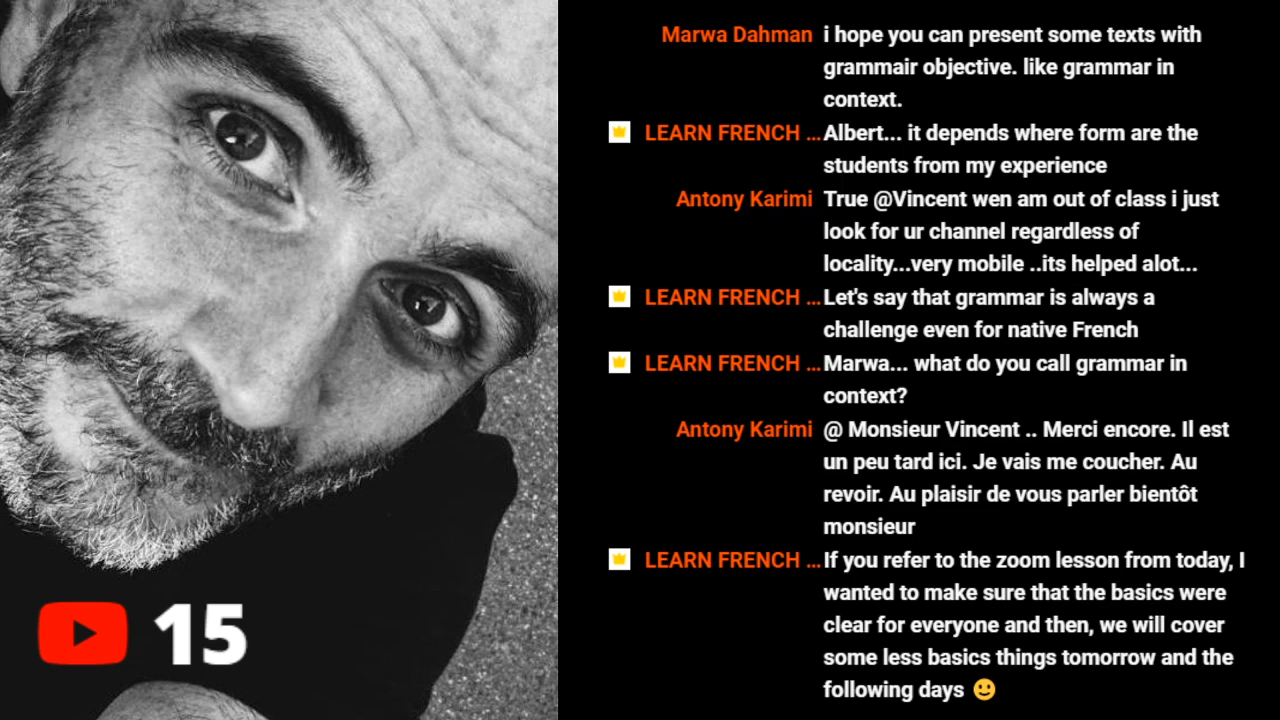 Marwa Dahman i hope you can present some texts with
grammair objective. like grammar in
context.
LEARN FRENCH ... Albert... it depends where form are the
students from my experience
Antony Karimi True @Vincent wen am out of class i just
look for ur channel regardless of
locality...very mobile ..its helped alot...
LEARN FRENCH ... Let's say that grammar is always a
challenge even for native French
LEARN FRENCH ... Marwa... what do you call grammar in
context?
Antony Karimi @ Monsieur Vincent .. Merci encore. Il est
un peu tard ici. Je vais me coucher. Au
revoir. Au plaisir de vous parler bientôt
monsieur
LEARN FRENCH ... If you refer to the zoom lesson from today, I
wanted to make sure that the basics were
clear for everyone and then, we will cover
some less basics things tomorrow and the
following days 🙂
15